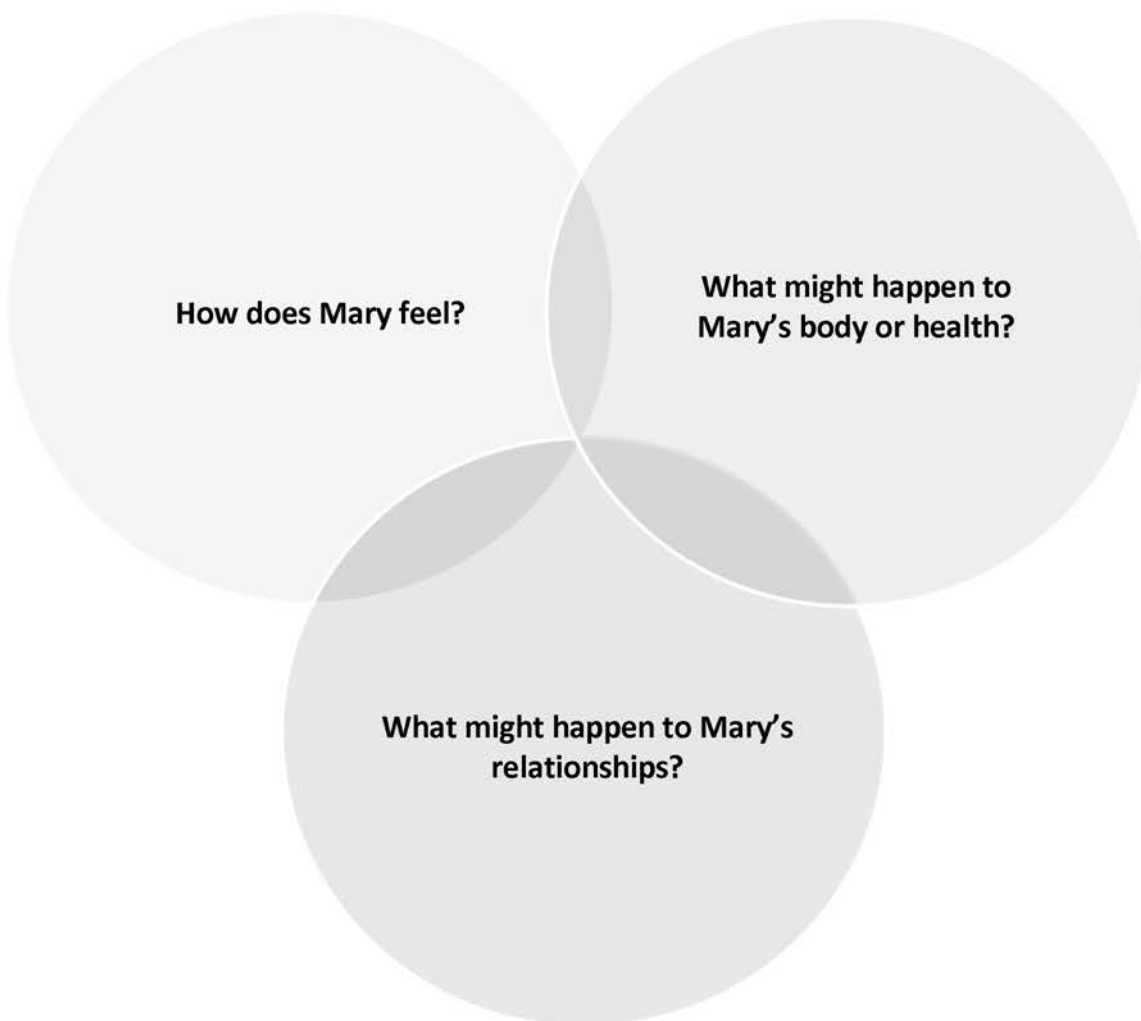 How does Mary feel?
What might happen to
Mary’s body or health?
What might happen to Mary’s
relationships?